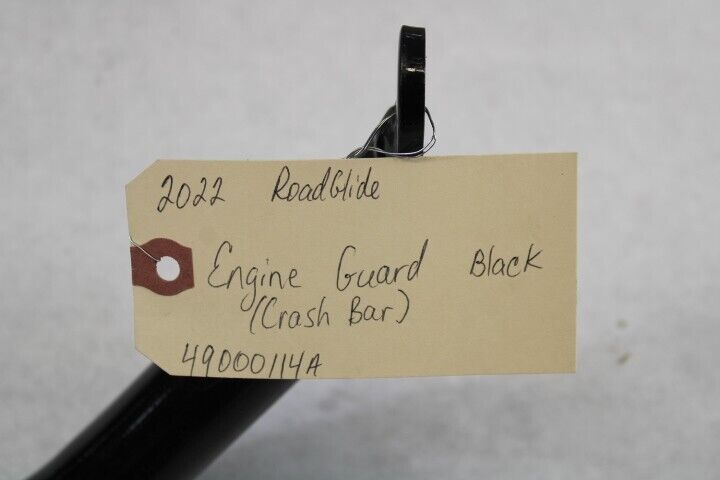 2022 RoadGlide
Engine Guard Black
(Crash Bar)
49000114A